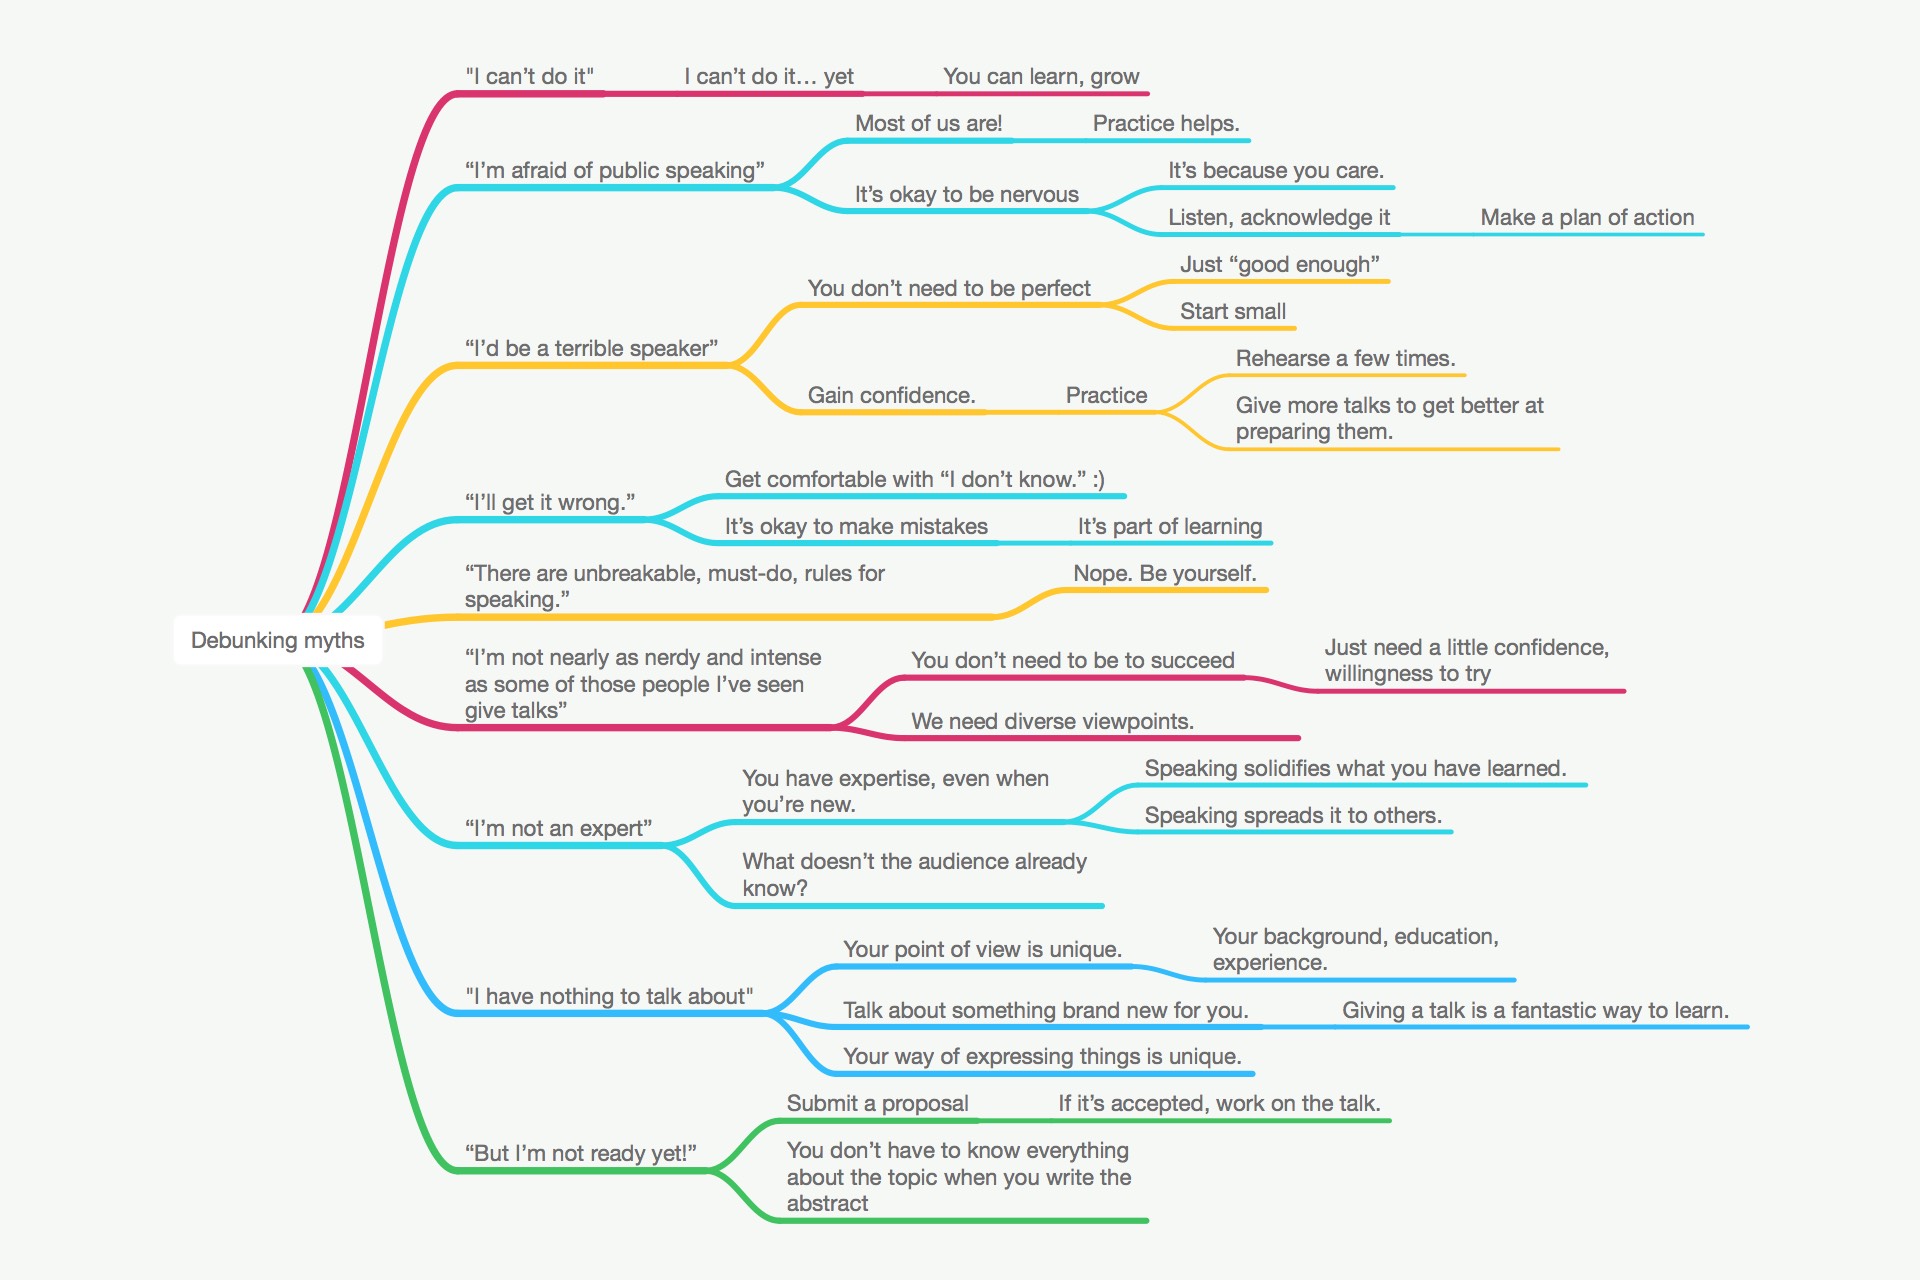 "I can’t do it"
I can’t do it… yet
You can learn, grow
“I’m afraid of public speaking”
Most of us are!
Practice helps.
It’s okay to be nervous
It’s because you care.
Listen, acknowledge it
Make a plan of action
“I’d be a terrible speaker”
You don’t need to be perfect
Just “good enough”
Start small
Gain confidence.
Practice
Rehearse a few times.
Give more talks to get better at
preparing them.
“I’ll get it wrong.”
Get comfortable with “I don’t know.” :)
It’s okay to make mistakes
It’s part of learning
“There are unbreakable, must-do, rules for
speaking.”
Nope. Be yourself.
Debunking myths
“I’m not nearly as nerdy and intense
as some of those people I’ve seen
give talks”
You don’t need to be to succeed
Just need a little confidence,
willingness to try
We need diverse viewpoints.
“I’m not an expert”
You have expertise, even when
you’re new.
Speaking solidifies what you have learned.
Speaking spreads it to others.
What doesn’t the audience already
know?
"I have nothing to talk about"
Your point of view is unique.
Your background, education,
experience.
Talk about something brand new for you.
Giving a talk is a fantastic way to learn.
Your way of expressing things is unique.
“But I’m not ready yet!”
Submit a proposal
If it’s accepted, work on the talk.
You don’t have to know everything
about the topic when you write the
abstract